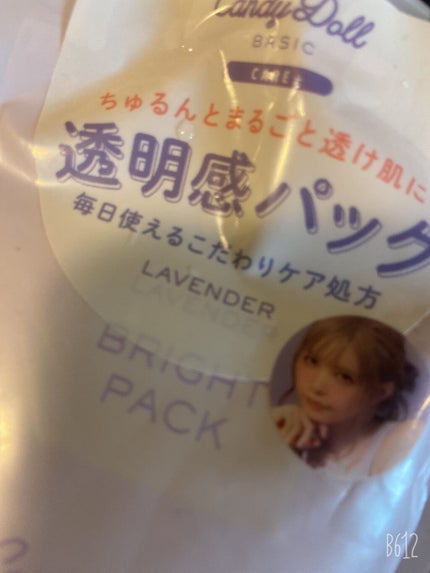 Candy Doll
BASIC
CARE
ちゅるんとまるごと透け肌に
透明感パック
毎日使えるこだわりケア処方
LAVENDER
BRIGHT
PACK
B612